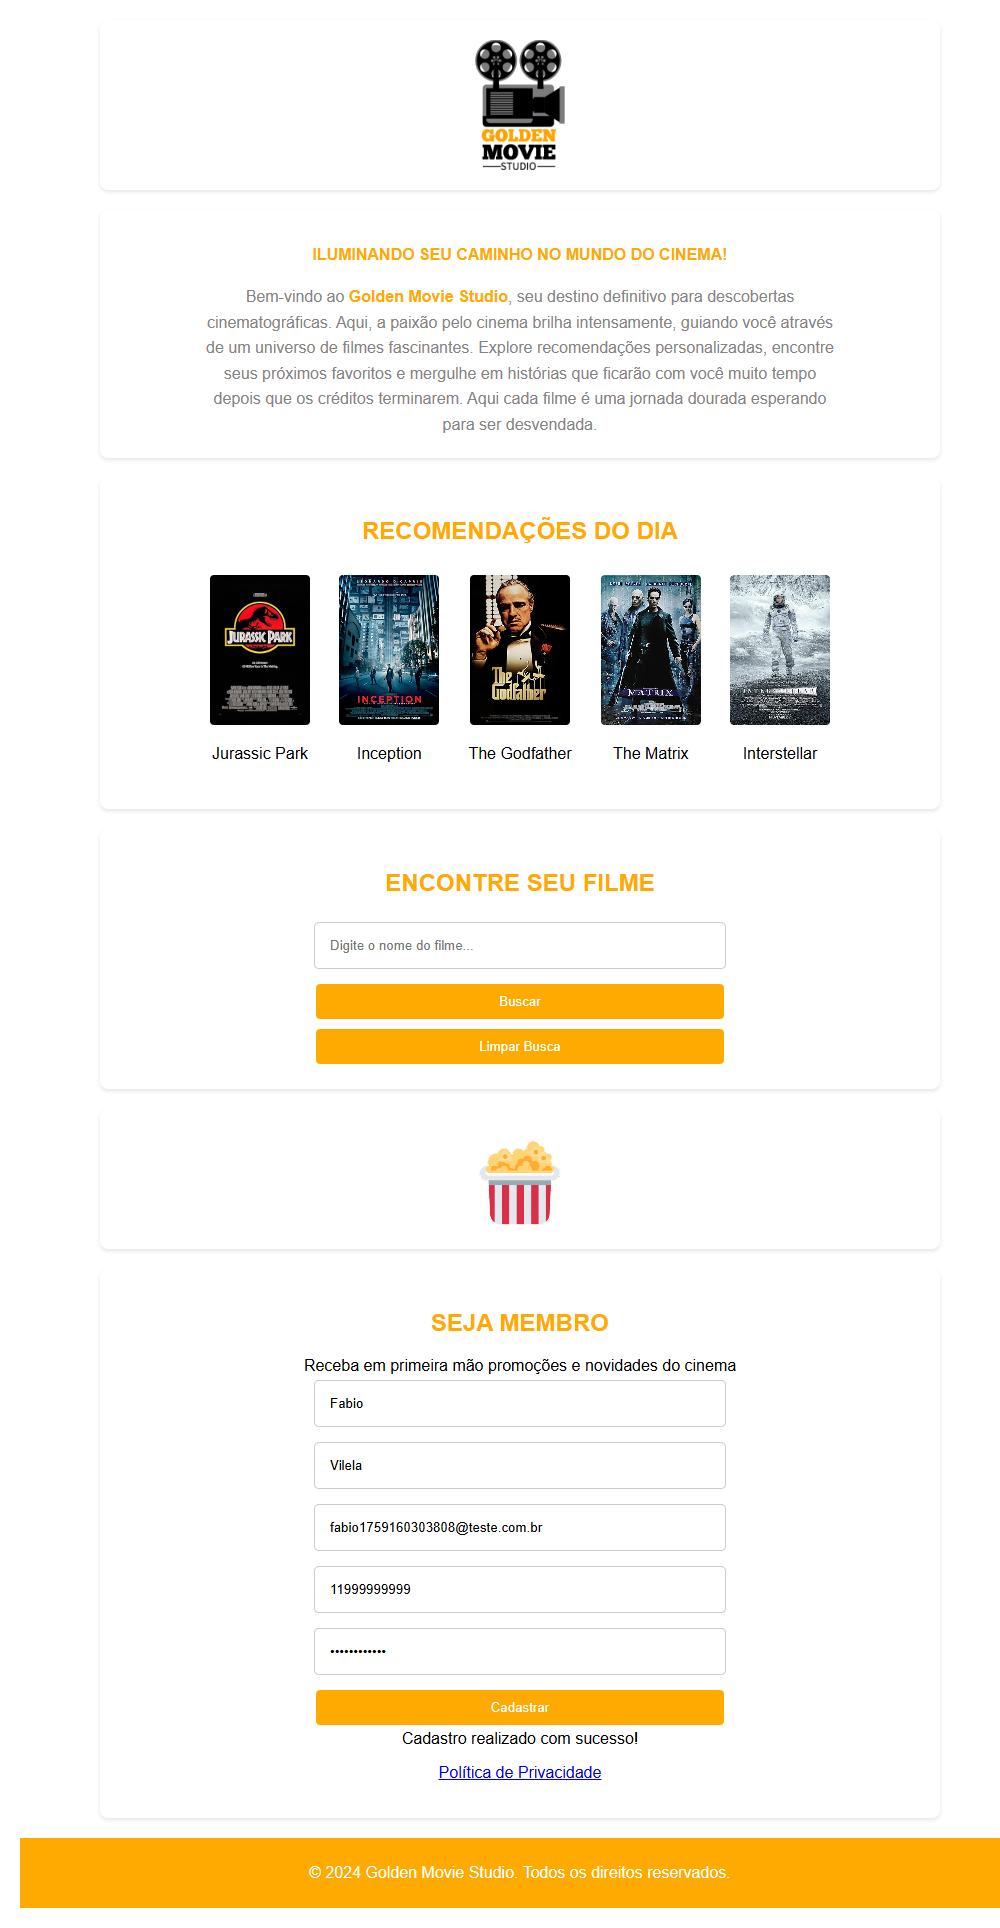 GOLDEN
MOVIE
STUDIO
ILUMINANDO SEU CAMINHO NO MUNDO DO CINEMA!
Bem-vindo ao Golden Movie Studio, seu destino definitivo para descobertas
cinematográficas. Aqui, a paixão pelo cinema brilha intensamente, guiando você através
de um universo de filmes fascinantes. Explore recomendações personalizadas, encontre
seus próximos favoritos e mergulhe em histórias que ficarão com você muito tempo
depois que os créditos terminarem. Aqui cada filme é uma jornada dourada esperando
para ser desvendada.
RECOMENDAÇÕES DO DIA
JURASSIC PARK
INCEPTION
The Godfather
MATRIX
INTERSTELLAR
Jurassic Park
Inception
The Godfather
The Matrix
Interstellar
ENCONTRE SEU FILME
Digite o nome do filme...
Buscar
Limpar Busca
SEJA MEMBRO
Receba em primeira mão promoções e novidades do cinema
Fabio
Vilela
fabio1759160303808@teste.com.br
11999999999
••••••••••••
Cadastrar
Cadastro realizado com sucesso!
Política de Privacidade
© 2024 Golden Movie Studio. Todos os direitos reservados.